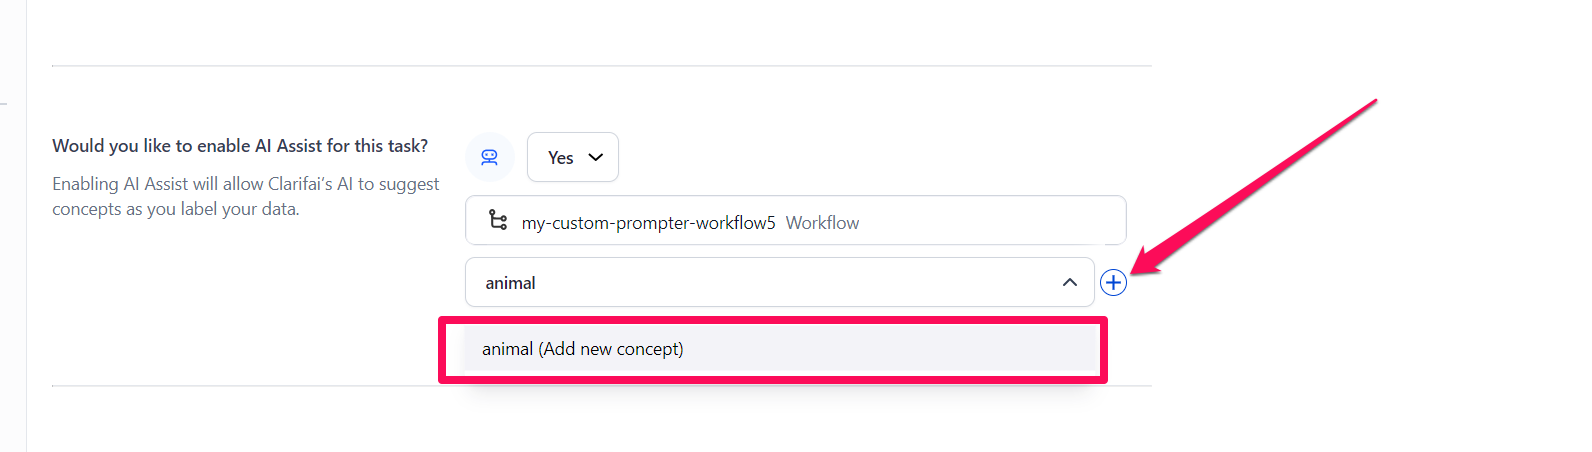 Would you like to enable AI Assist for this task?
Yes
Enabling AI Assist will allow Clarifai's AI to suggest
concepts as you label your data.
my-custom-prompter-workflow5 Workflow
animal
animal (Add new concept)